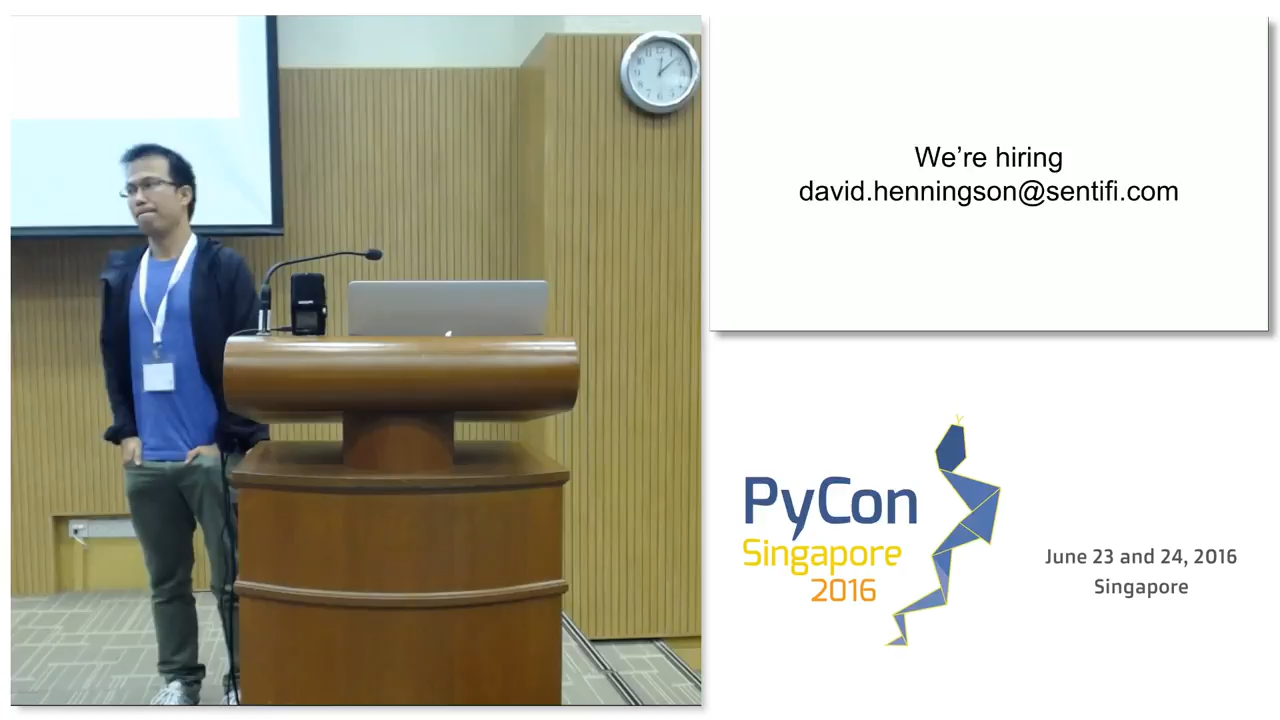 We're hiring
david.henningson@sentifi.com
PyCon
Singapore
2016
June 23 and 24, 2016
Singapore